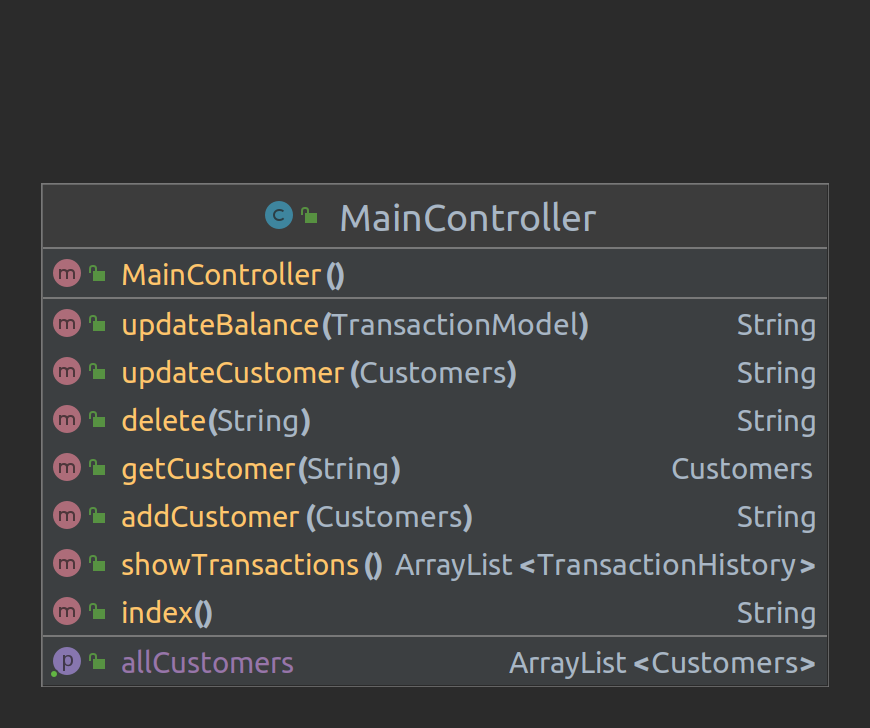 C MainController
m MainController()
m updateBalance(TransactionModel) String
m updateCustomer(Customers) String
m delete(String) String
m getCustomer(String) Customers
m addCustomer(Customers) String
m showTransactions() ArrayList<TransactionHistory>
m index() String
p allCustomers ArrayList<Customers>